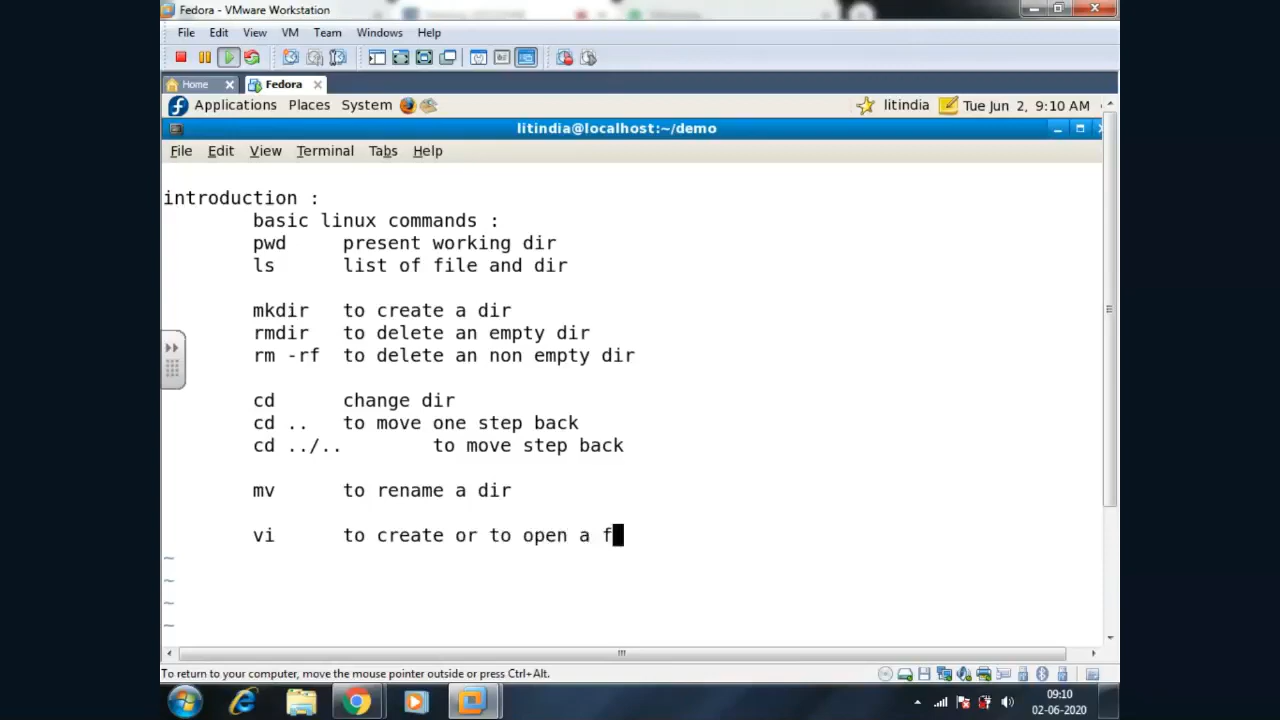 Fedora - VMware Workstation
File Edit View VM Team Windows Help
Home Fedora
Applications Places System litindia Tue Jun 2, 9:10 AM
litindia@localhost:~/demo
File Edit View Terminal Tabs Help
introduction :
basic linux commands :
pwd present working dir
ls list of file and dir
mkdir to create a dir
rmdir to delete an empty dir
rm -rf to delete an non empty dir
cd change dir
cd .. to move one step back
cd ../.. to move step back
mv to rename a dir
vi to create or to open a f
~
~
~
~
To return to your computer, move the mouse pointer outside or press Ctrl+Alt.
09:10
02-06-2020